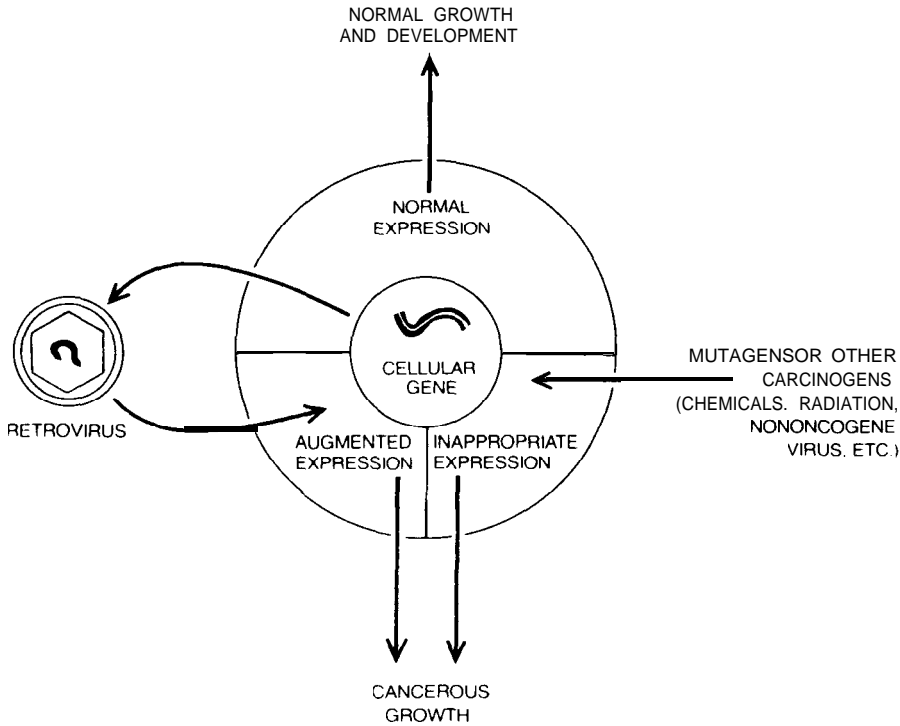 NORMAL GROWTH
AND DEVELOPMENT
NORMAL
EXPRESSION
CELLULAR
GENE
RETROVIRUS
AUGMENTED
EXPRESSION
INAPPROPRIATE
EXPRESSION
MUTAGENSOR OTHER
CARCINOGENS
(CHEMICALS. RADIATION,
NONONCOGENE
VIRUS. ETC.)
CANCEROUS
GROWTH